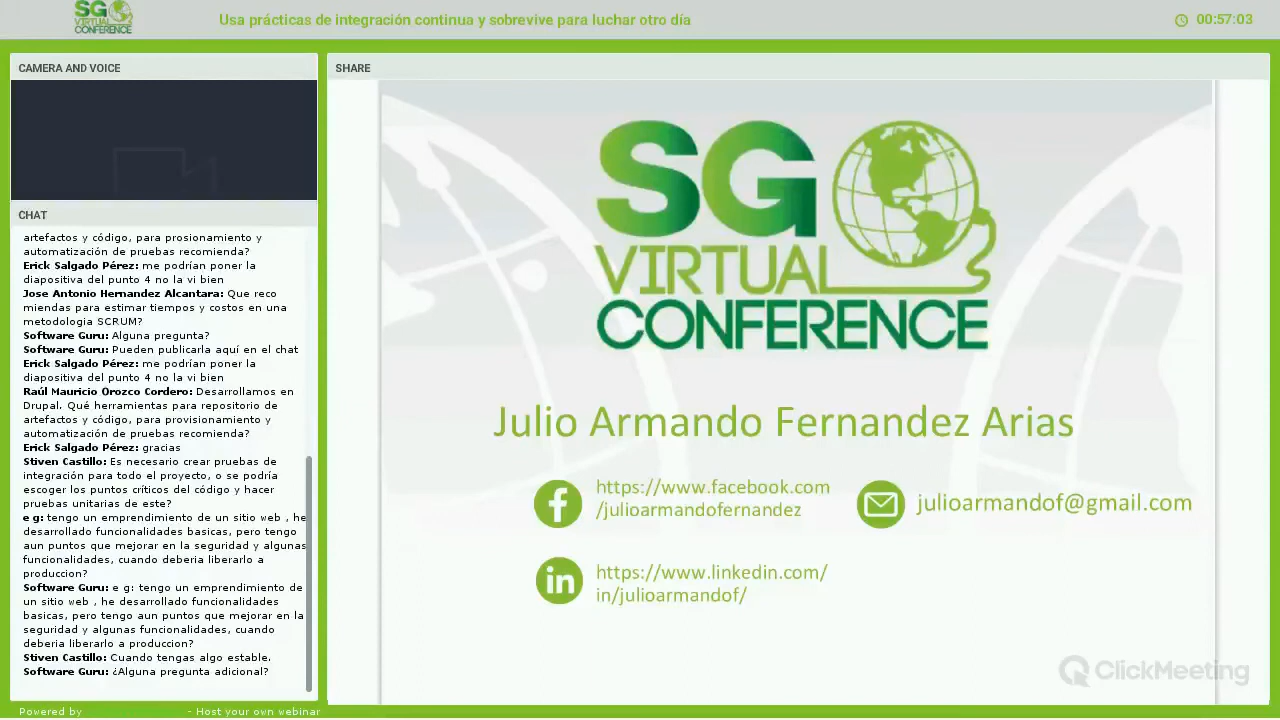 SG
VIRTUAL
CONFERENCE
Usa prácticas de integración continua y sobrevive para luchar otro día
00:57:03
CAMERA AND VOICE
CHAT
artefactos y código, para prosionamiento y
automatización de pruebas recomienda?
Erick Salgado Pérez: me podrían poner la
diapositiva del punto 4 no la vi bien
Jose Antonio Hernandez Alcantara: Que reco
miendas para estimar tiempos y costos en una
metodologia SCRUM?
Software Guru: Alguna pregunta?
Software Guru: Pueden publicarla aquí en el chat
Erick Salgado Pérez: me podrían poner la
diapositiva del punto 4 no la vi bien
Raúl Mauricio Orozco Cordero: Desarrollamos en
Drupal. Qué herramientas para repositorio de
artefactos y código, para provisionamiento y
automatización de pruebas recomienda?
Erick Salgado Pérez: gracias
Stiven Castillo: Es necesario crear pruebas de
integración para todo el proyecto, o se podría
escoger los puntos críticos del código y hacer
pruebas unitarias de este?
e g: tengo un emprendimiento de un sitio web , he
desarrollado funcionalidades basicas, pero tengo
aun puntos que mejorar en la seguridad y algunas
funcionalidades, cuando deberia liberarlo a
produccion?
Software Guru: e g: tengo un emprendimiento de
un sitio web , he desarrollado funcionalidades
basicas, pero tengo aun puntos que mejorar en la
seguridad y algunas funcionalidades, cuando
deberia liberarlo a produccion?
Stiven Castillo: Cuando tengas algo estable.
Software Guru: ¿Alguna pregunta adicional?
Powered by
- Host your own webinar
SHARE
SG
VIRTUAL
CONFERENCE
Julio Armando Fernandez Arias
https://www.facebook.com
/julioarmandofernandez
julioarmandof@gmail.com
https://www.linkedin.com/
in/julioarmandof/
ClickMeeting